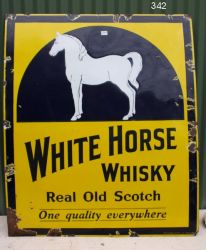 342
WHITE HORSE
WHISKY
Real Old Scotch
One quality everywhere